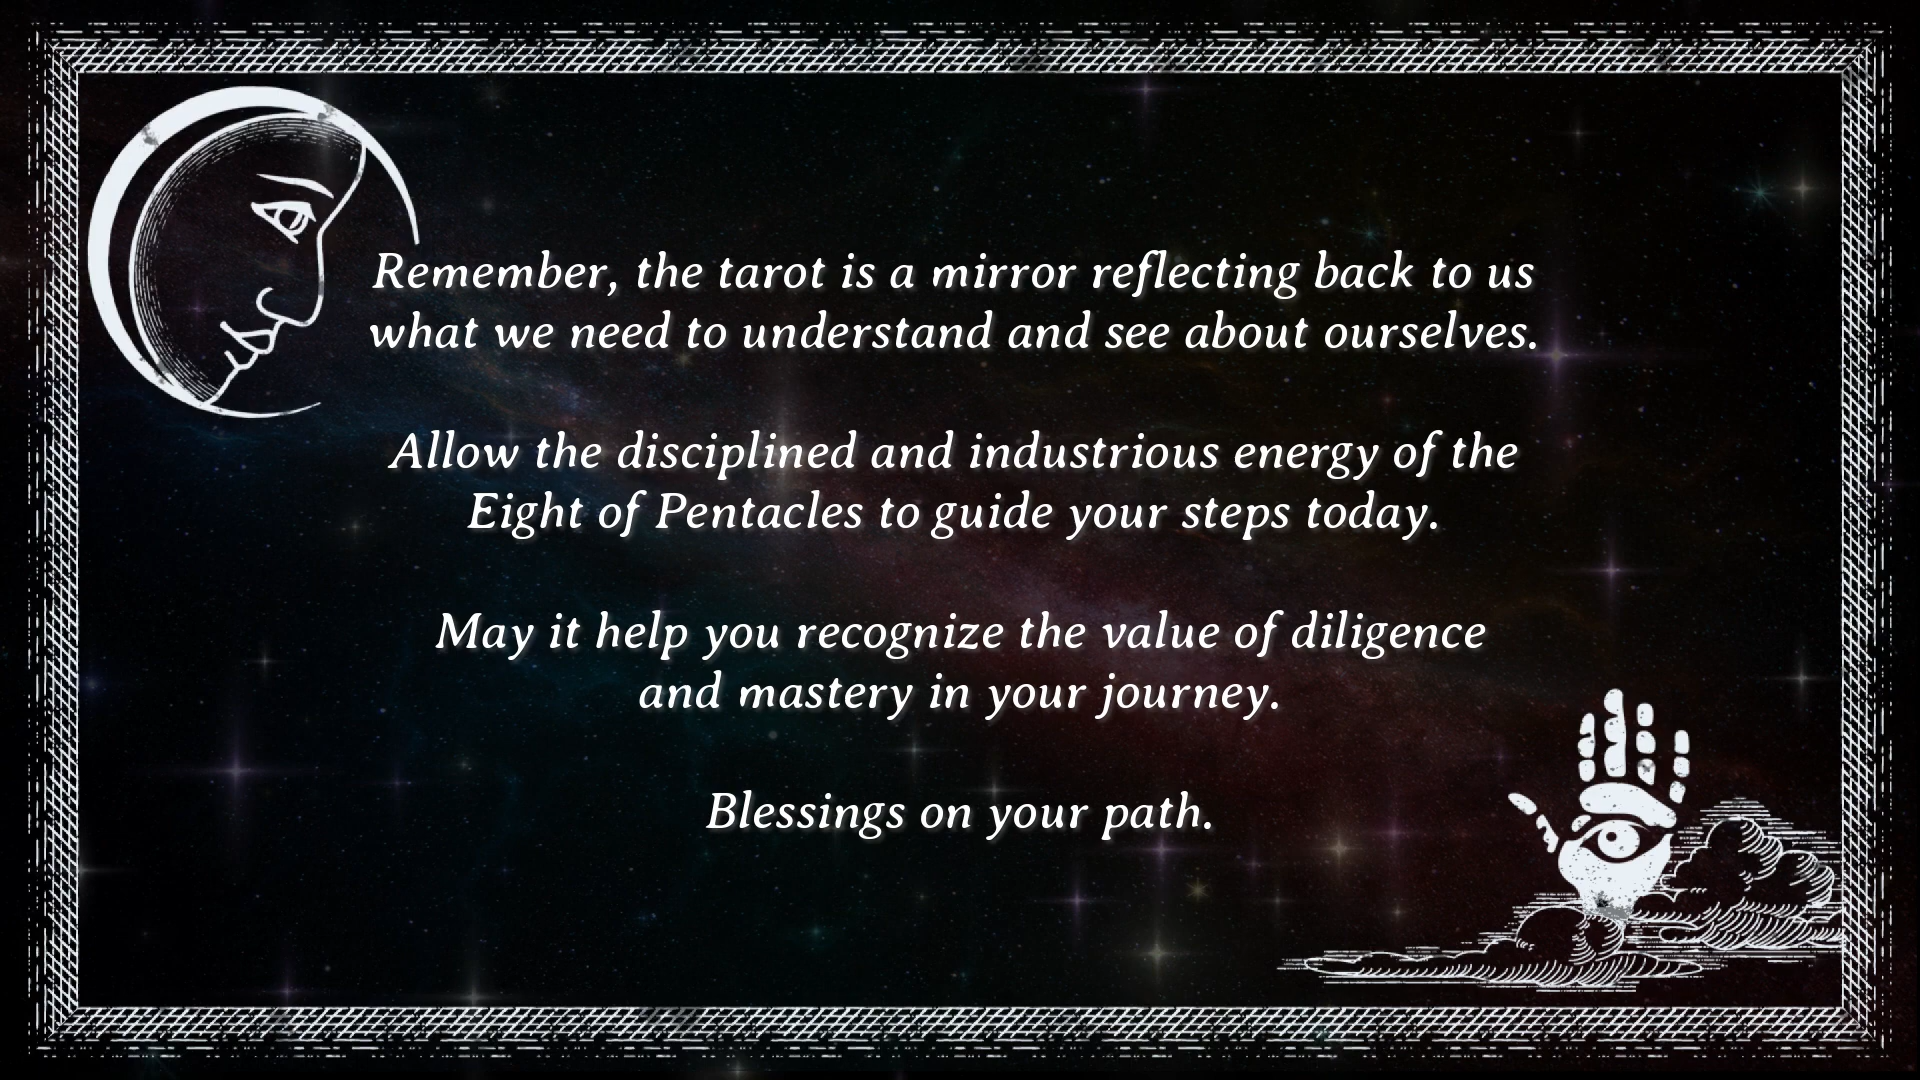 Remember, the tarot is a mirror reflecting back to us
what we need to understand and see about ourselves.
Allow the disciplined and industrious energy of the
Eight of Pentacles to guide your steps today.
May it help you recognize the value of diligence
and mastery in your journey.
Blessings on your path.